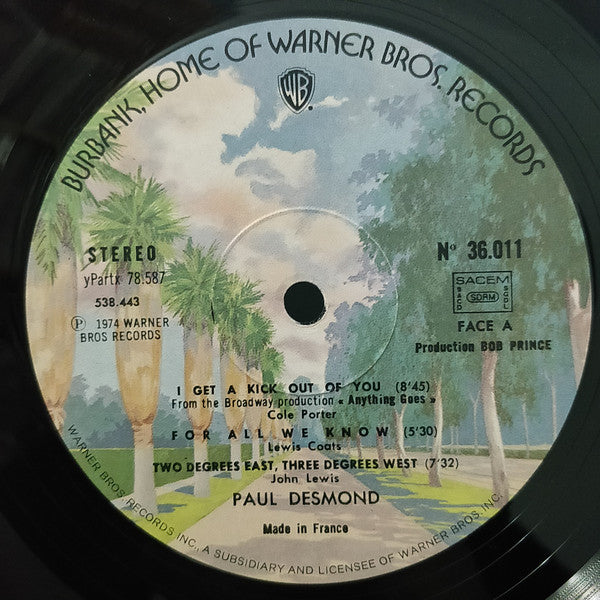 BURBANK, HOME OF WARNER BROS. RECORDS
WB
STEREO
yPartx 78.587
538.443
Ⓟ 1974 WARNER
BROS RECORDS
Nº 36.011
SACEM
SACD SDRM SGDL
FACE A
Production BOB PRINCE
I GET A KICK OUT OF YOU (8'45)
From the Broadway production « Anything Goes »
Cole Porter
FOR ALL WE KNOW (5'30)
Lewis Coats
TWO DEGREES EAST, THREE DEGREES WEST (7'32)
John Lewis
PAUL DESMOND
Made in France
WARNER BROS. RECORDS INC., A SUBSIDIARY AND LICENSEE OF WARNER BROS. INC.